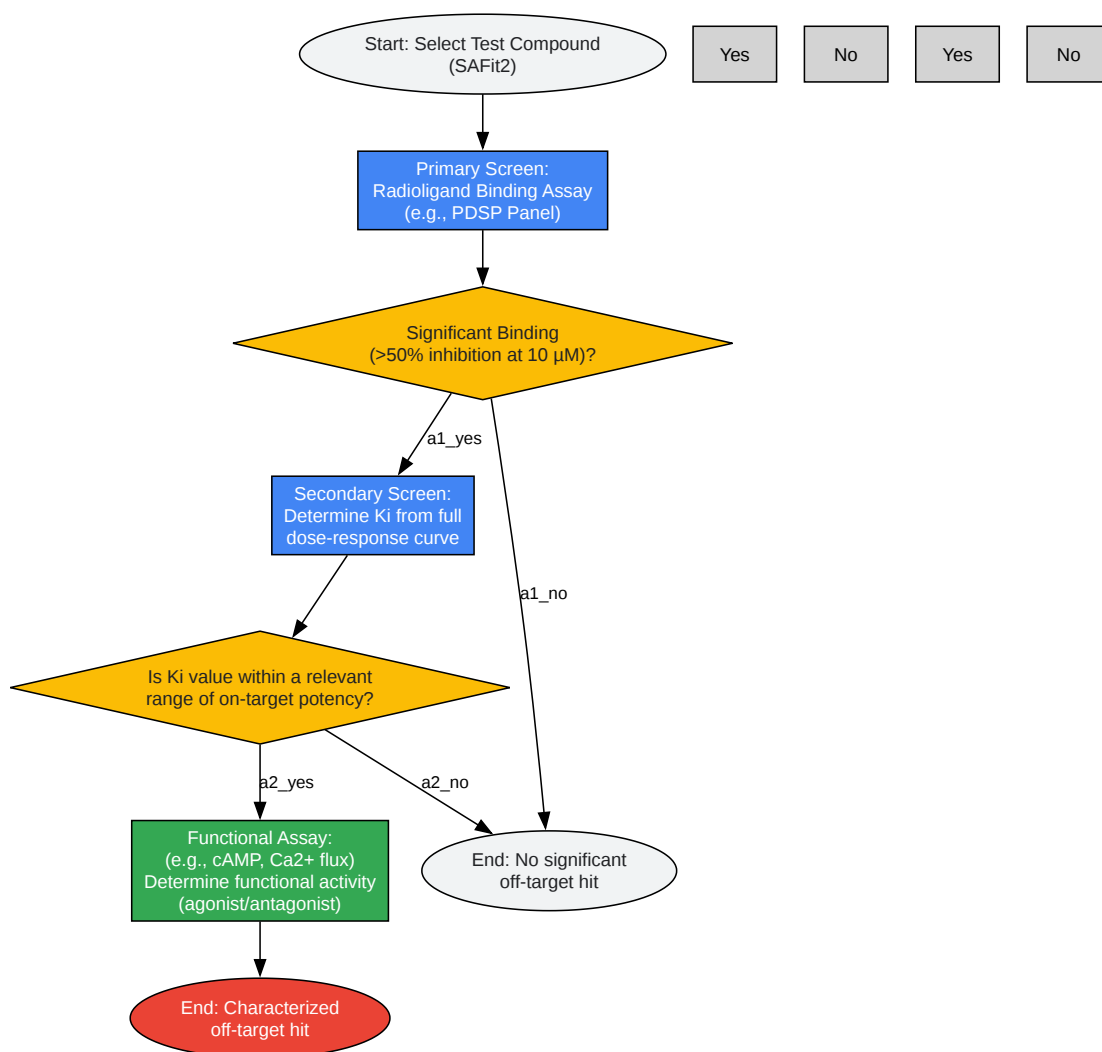 Start: Select Test Compound
(SAFit2)
Yes
No
Yes
No
Primary Screen:
Radioligand Binding Assay
(e.g., PDSP Panel)
Significant Binding
(>50% inhibition at 10 µM)?
a1_yes
Secondary Screen:
Determine Ki from full
dose-response curve
a1_no
Is Ki value within a relevant
range of on-target potency?
a2_yes
a2_no
Functional Assay:
(e.g., cAMP, Ca2+ flux)
Determine functional activity
(agonist/antagonist)
End: No significant
off-target hit
End: Characterized
off-target hit